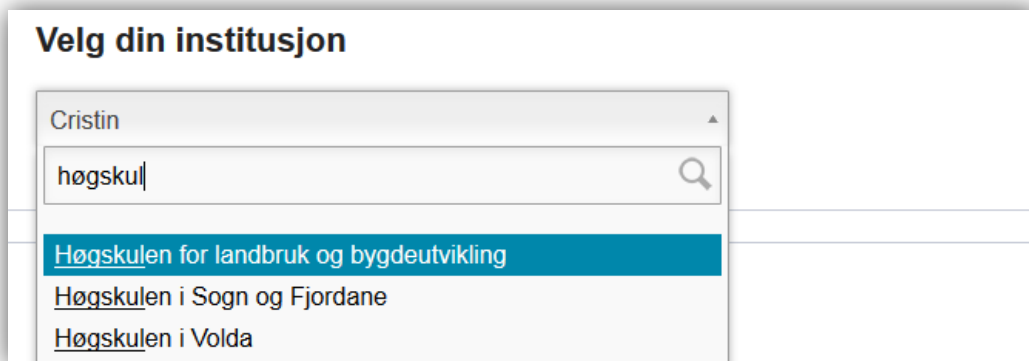 Velg din institusjon
Cristin
høgskul
Høgskulen for landbruk og bygdeutvikling
Høgskulen i Sogn og Fjordane
Høgskulen i Volda